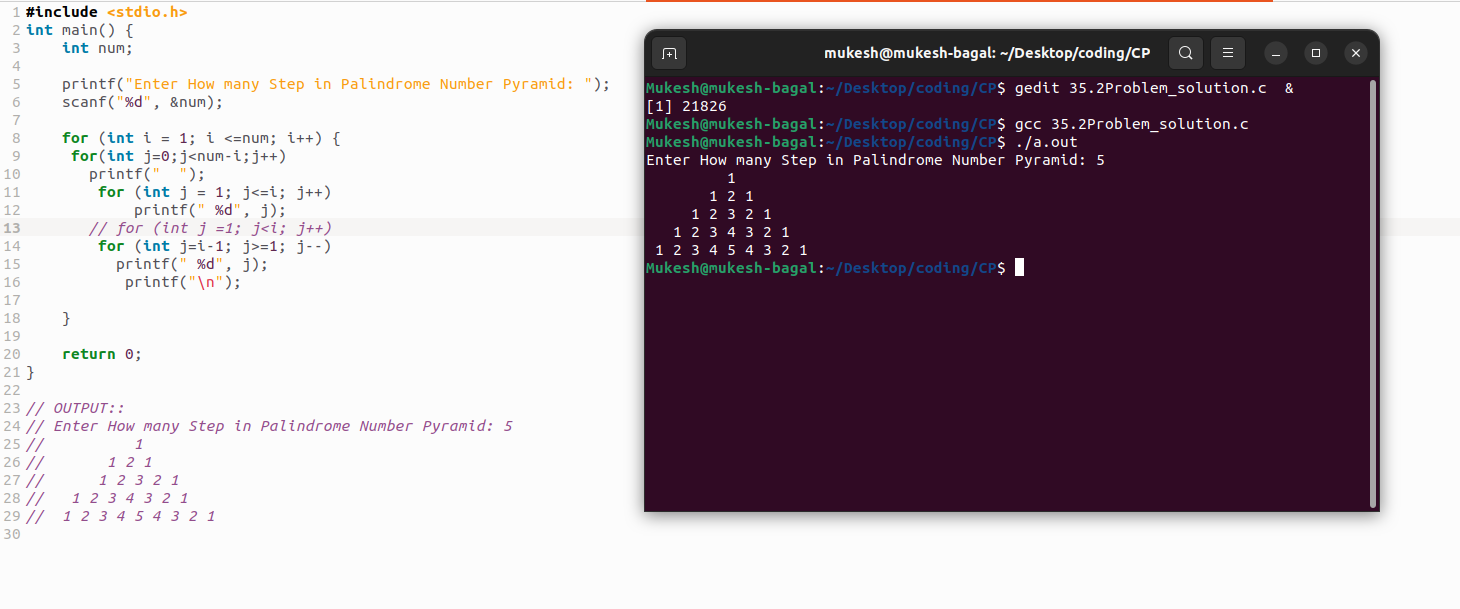 1 #include <stdio.h>
2 int main() {
3     int num;
4
5     printf("Enter How many Step in Palindrome Number Pyramid: ");
6     scanf("%d", &num);
7
8     for (int i = 1; i <=num; i++) {
9      for(int j=0;j<num-i;j++)
10        printf("  ");
11         for (int j = 1; j<=i; j++)
12             printf(" %d", j);
13        // for (int j =1; j<i; j++)
14         for (int j=i-1; j>=1; j--)
15           printf(" %d", j);
16            printf("\n");
17
18     }
19
20     return 0;
21 }
22
23 // OUTPUT::
24 // Enter How many Step in Palindrome Number Pyramid: 5
25 //          1
26 //       1 2 1
27 //      1 2 3 2 1
28 //   1 2 3 4 3 2 1
29 //  1 2 3 4 5 4 3 2 1
30
mukesh@mukesh-bagal: ~/Desktop/coding/CP
Mukesh@mukesh-bagal:~/Desktop/coding/CP$ gedit 35.2Problem_solution.c  &
[1] 21826
Mukesh@mukesh-bagal:~/Desktop/coding/CP$ gcc 35.2Problem_solution.c
Mukesh@mukesh-bagal:~/Desktop/coding/CP$ ./a.out
Enter How many Step in Palindrome Number Pyramid: 5
         1
       1 2 1
     1 2 3 2 1
   1 2 3 4 3 2 1
 1 2 3 4 5 4 3 2 1
Mukesh@mukesh-bagal:~/Desktop/coding/CP$